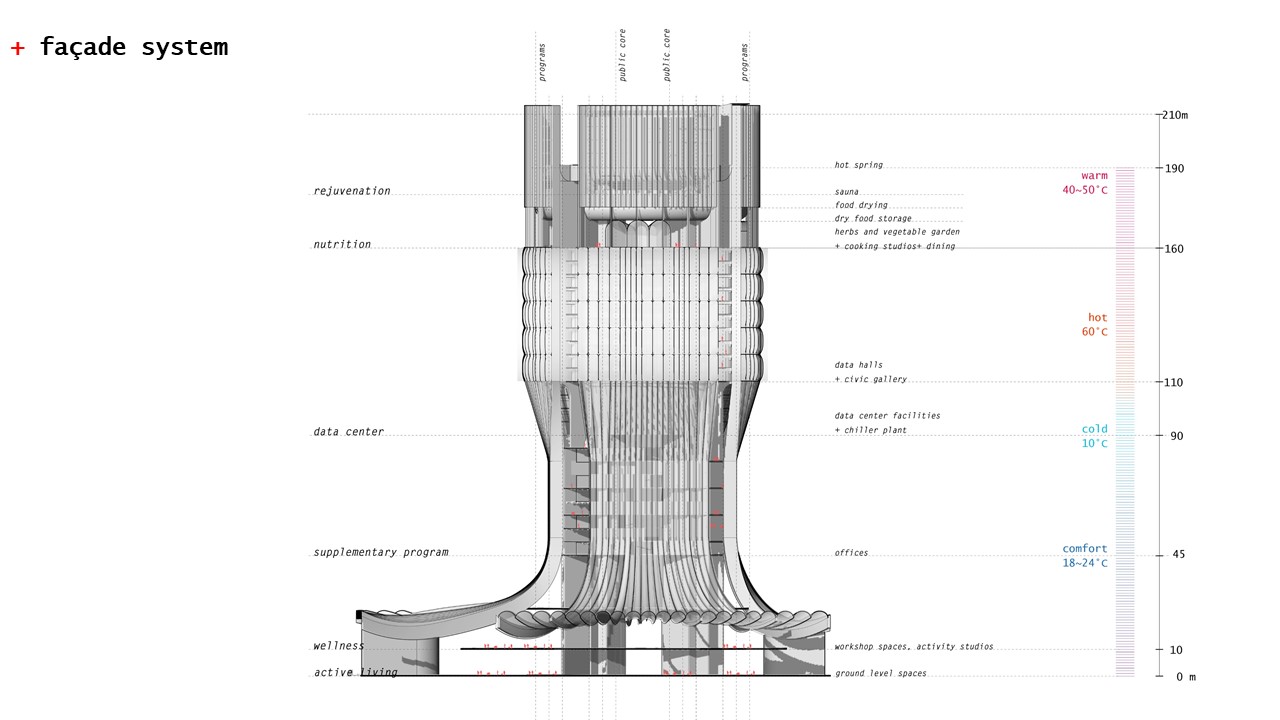 + façade system
programs
public core
public core
programs
210m
hot spring
190
warm
40~50°C
rejuvenation
sauna
food drying
dry food storage
herbs and vegetable garden
nutrition
+ cooking studios+ dining
160
hot
60°C
data halls
+ civic gallery
110
data center facilities
data center
+ chiller plant
cold
10°C
90
supplementary program
offices
comfort
18~24°C
45
wellness
workshop spaces, activity studios
10
active living
ground level spaces
0 m